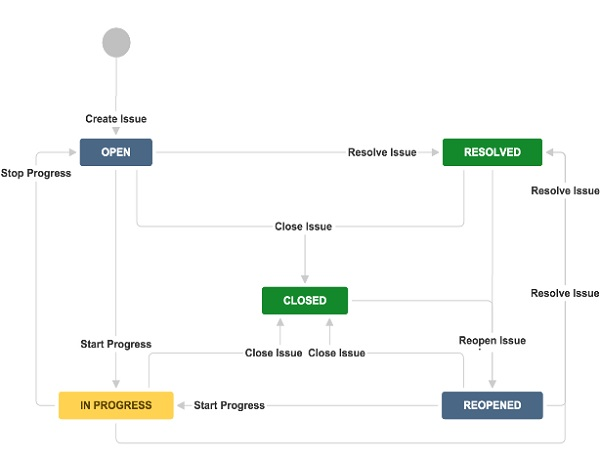 Create Issue
OPEN
Resolve Issue
RESOLVED
Stop Progress
Resolve Issue
Close Issue
Resolve Issue
CLOSED
Start Progress
Close Issue
Close Issue
Reopen Issue
IN PROGRESS
Start Progress
REOPENED